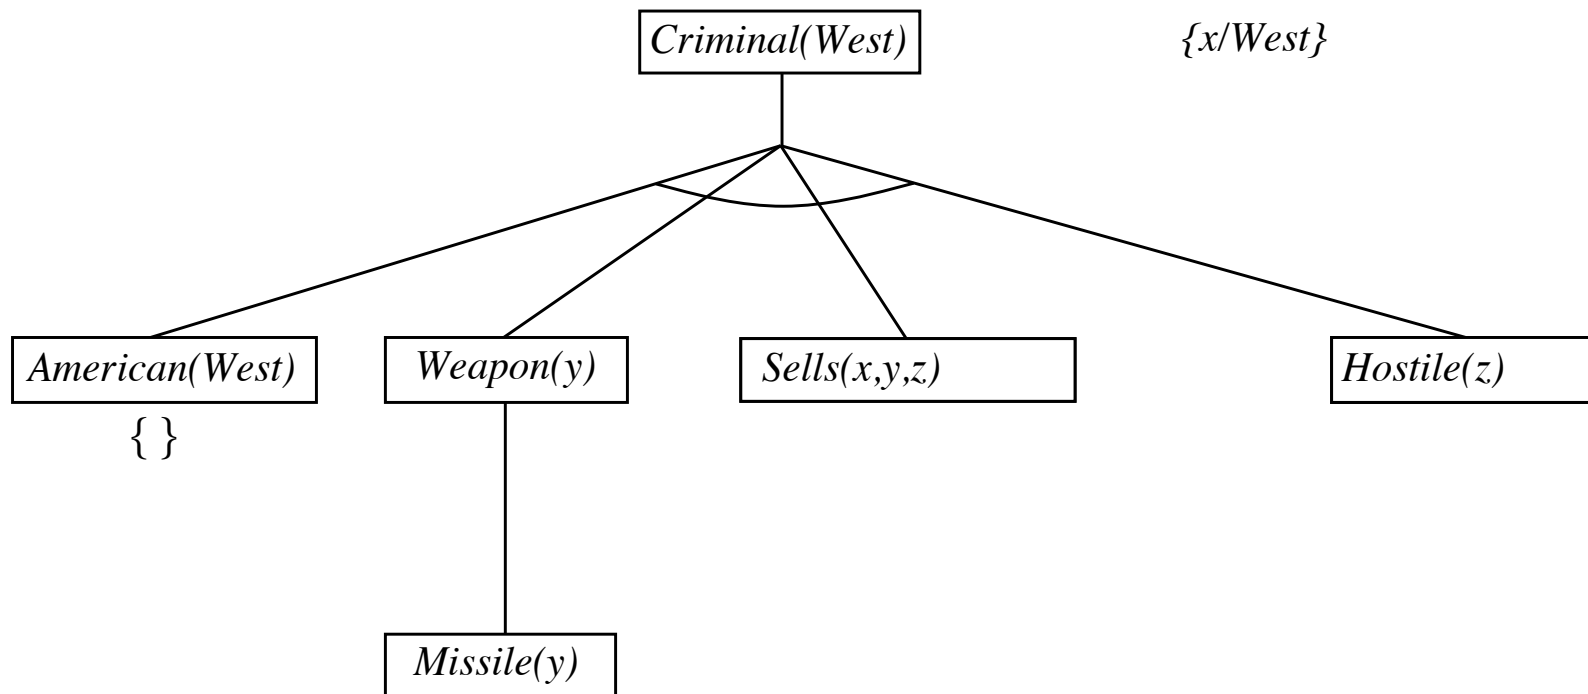 Criminal(West)
{x/West}
American(West)
Weapon(y)
Sells(x,y,z)
Hostile(z)
{ }
Missile(y)